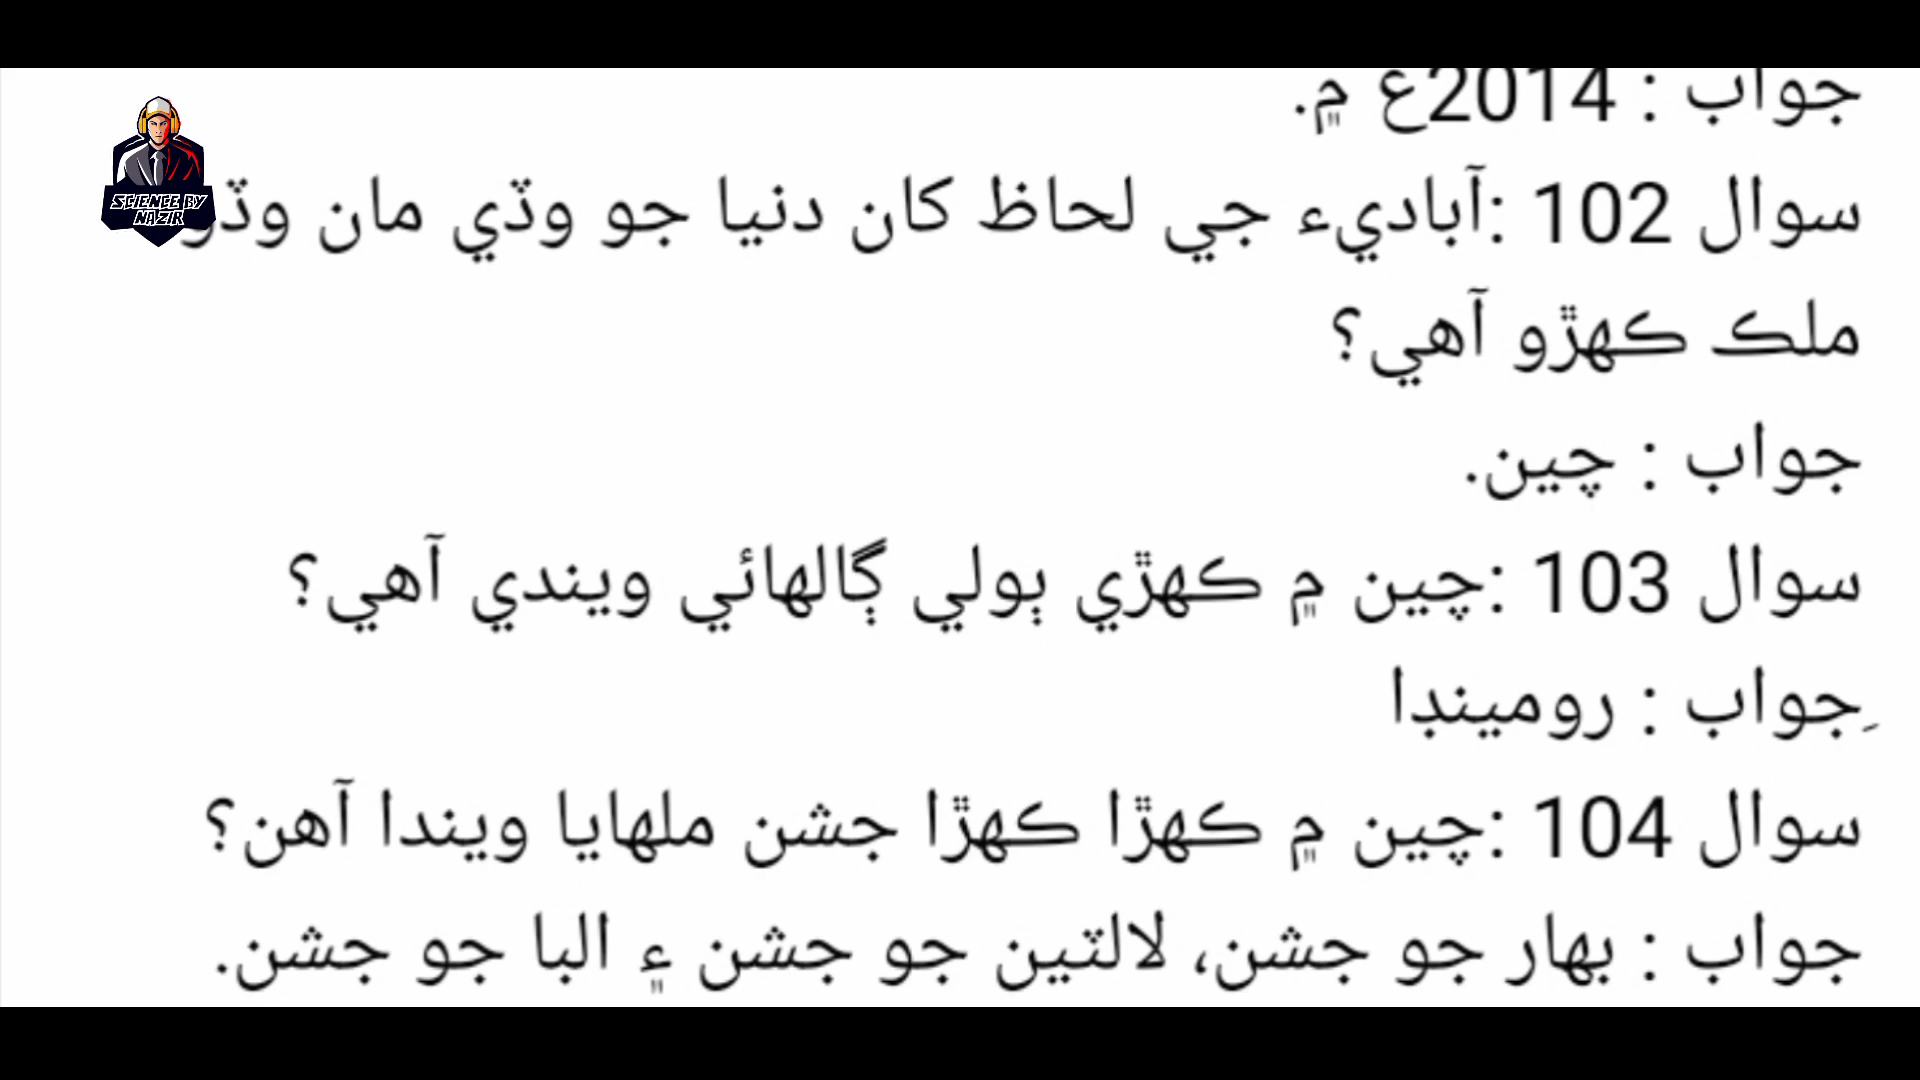 جواب : 2014ع ۾.
سوال 102 :آباديءَ جي لحاظ کان دنيا جو وڏي مان وڏو
ملڪ ڪهڙو آهي؟
جواب : چين.
سوال 103 :چين ۾ ڪهڙي ٻولي ڳالهائي ويندي آهي؟
جواب : روميندا
سوال 104 :چين ۾ ڪهڙا ڪهڙا جشن ملهايا ويندا آهن؟
جواب : بهار جو جشن، لالٽين جو جشن ۽ البا جو جشن.
SCIENCE BY
NAZIR